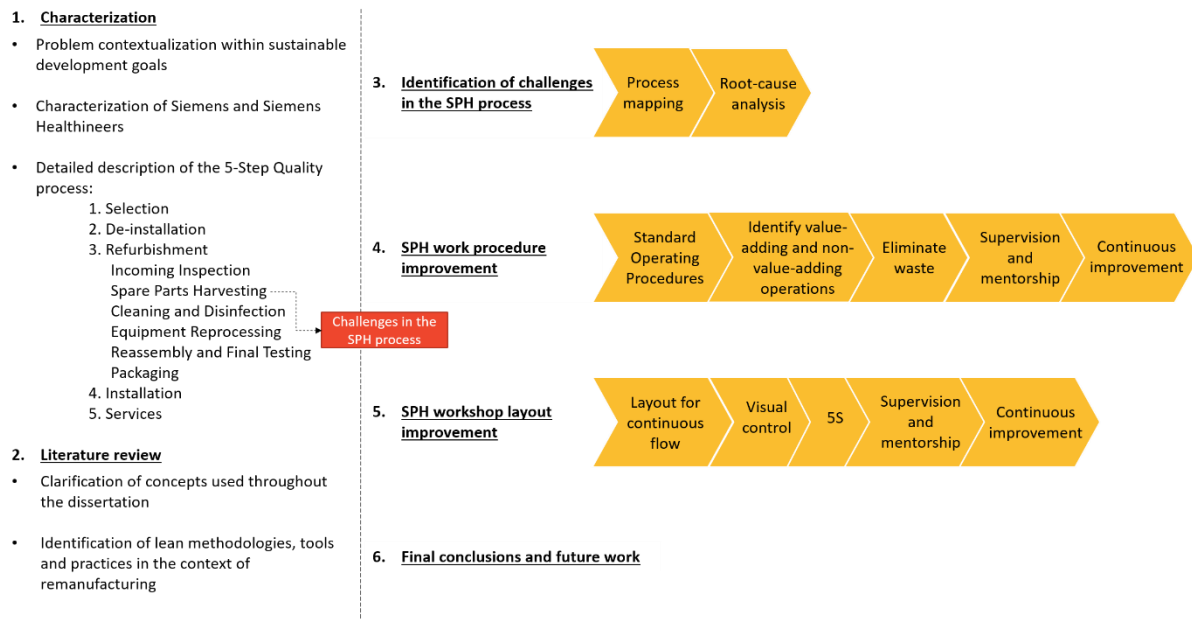 1. Characterization
• Problem contextualization within sustainable
development goals
• Characterization of Siemens and Siemens
Healthineers
• Detailed description of the 5-Step Quality
process:
1. Selection
2. De-installation
3. Refurbishment
Incoming Inspection
Spare Parts Harvesting
Cleaning and Disinfection
Equipment Reprocessing
Reassembly and Final Testing
Packaging
4. Installation
5. Services
Challenges in the
SPH process
2. Literature review
• Clarification of concepts used throughout
the dissertation
• Identification of lean methodologies, tools
and practices in the context of
remanufacturing
3. Identification of challenges
in the SPH process
Process
mapping
Root-cause
analysis
4. SPH work procedure
improvement
Standard
Operating
Procedures
Identify value-
adding and non-
value-adding
operations
Eliminate
waste
Supervision
and
mentorship
Continuous
improvement
5. SPH workshop layout
improvement
Layout for
continuous
flow
Visual
control
5S
Supervision
and
mentorship
Continuous
improvement
6. Final conclusions and future work